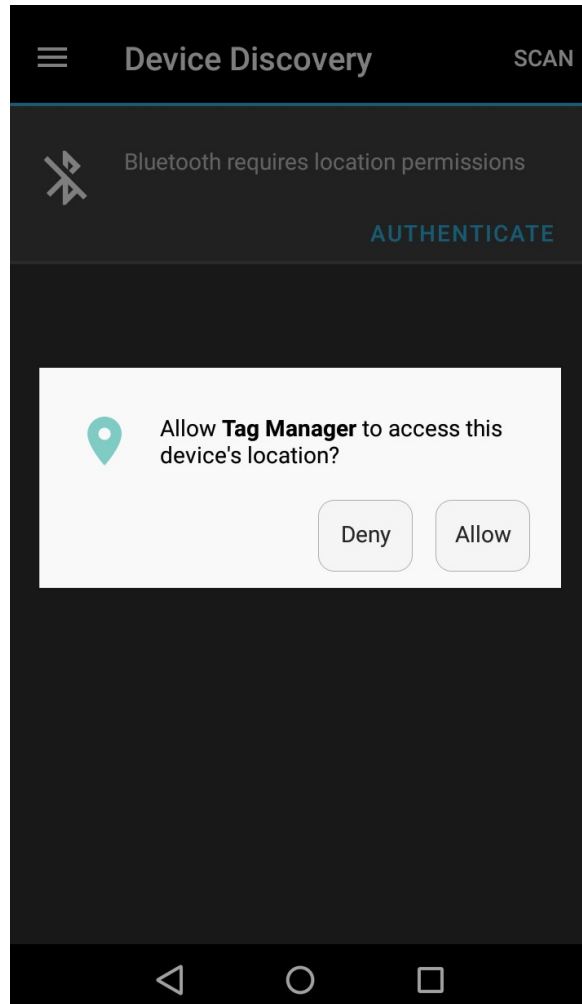 Device Discovery SCAN
Bluetooth requires location permissions
AUTHENTICATE
Allow Tag Manager to access this
device's location?
Deny Allow